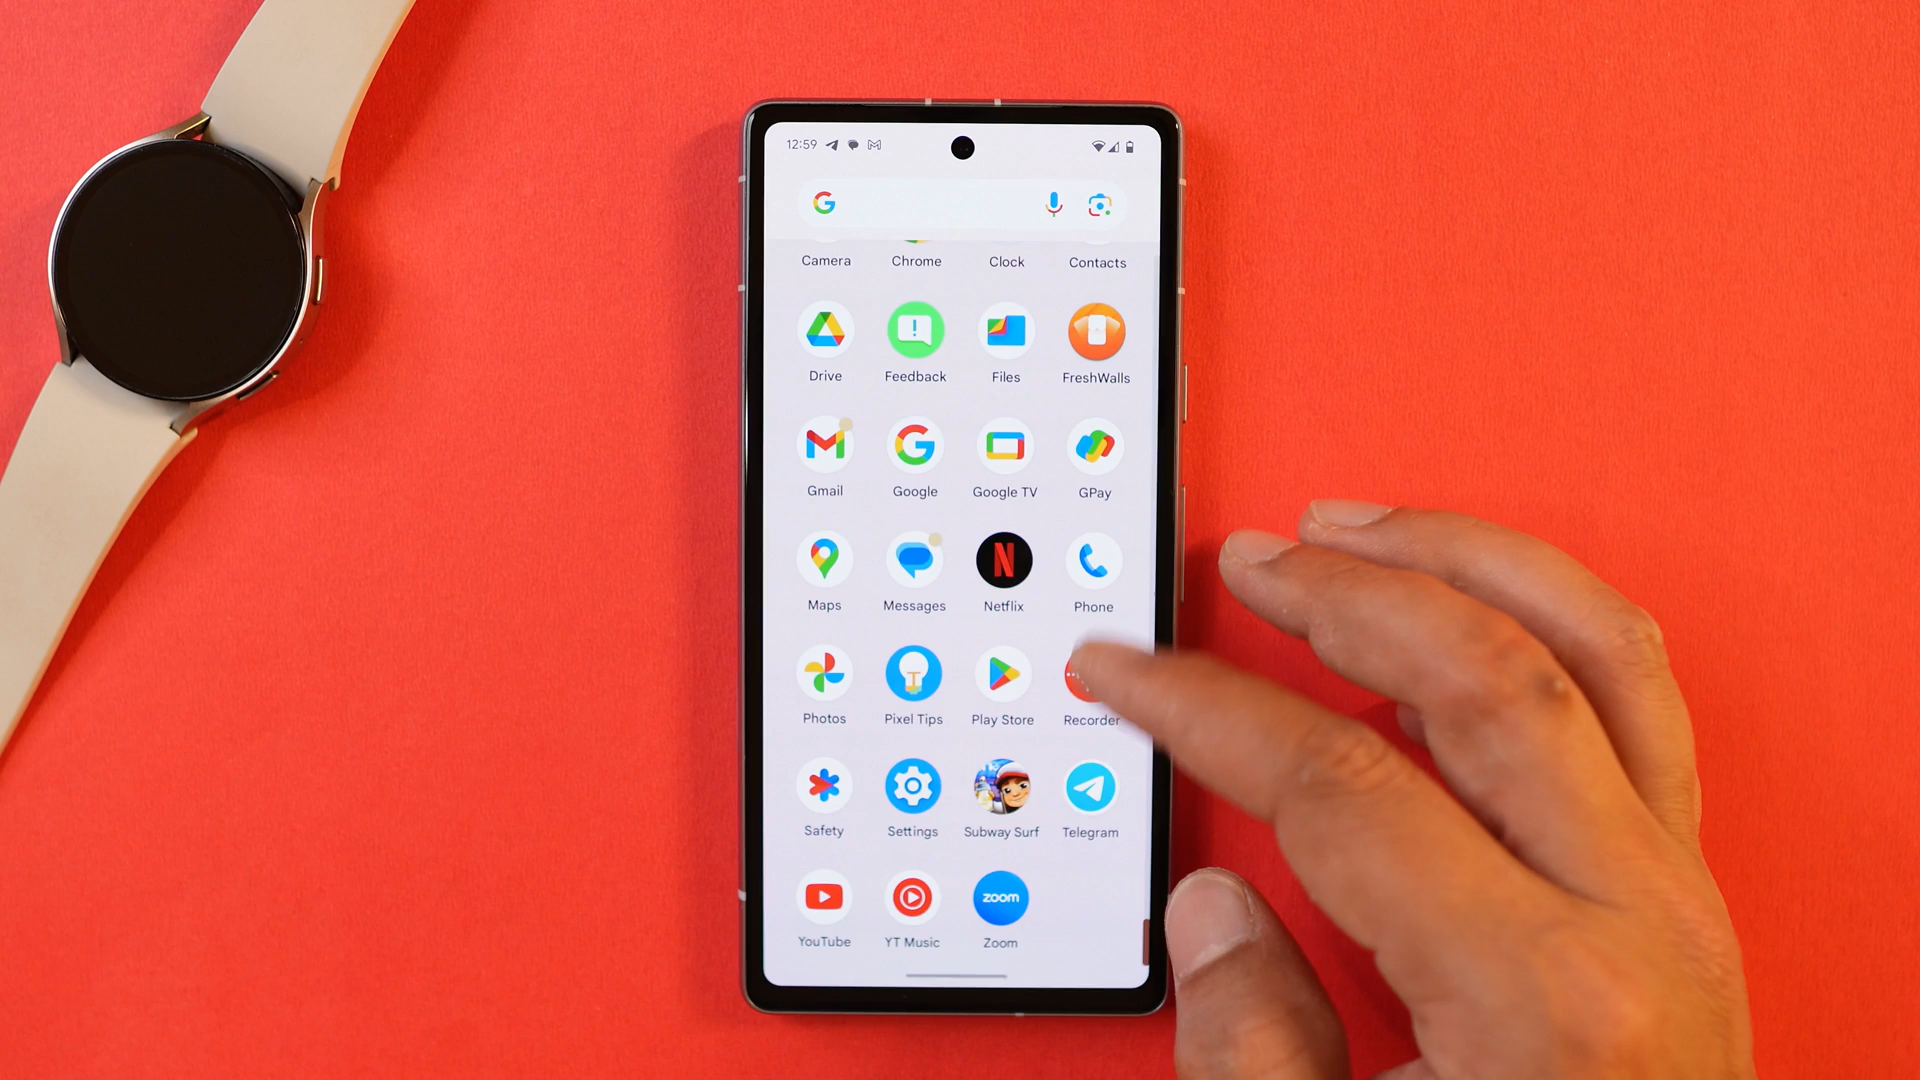 12:59
Camera Chrome Clock Contacts
Drive Feedback Files FreshWalls
Gmail Google Google TV GPay
Maps Messages Netflix Phone
Photos Pixel Tips Play Store Recorder
Safety Settings Subway Surf Telegram
zoom
YouTube YT Music Zoom